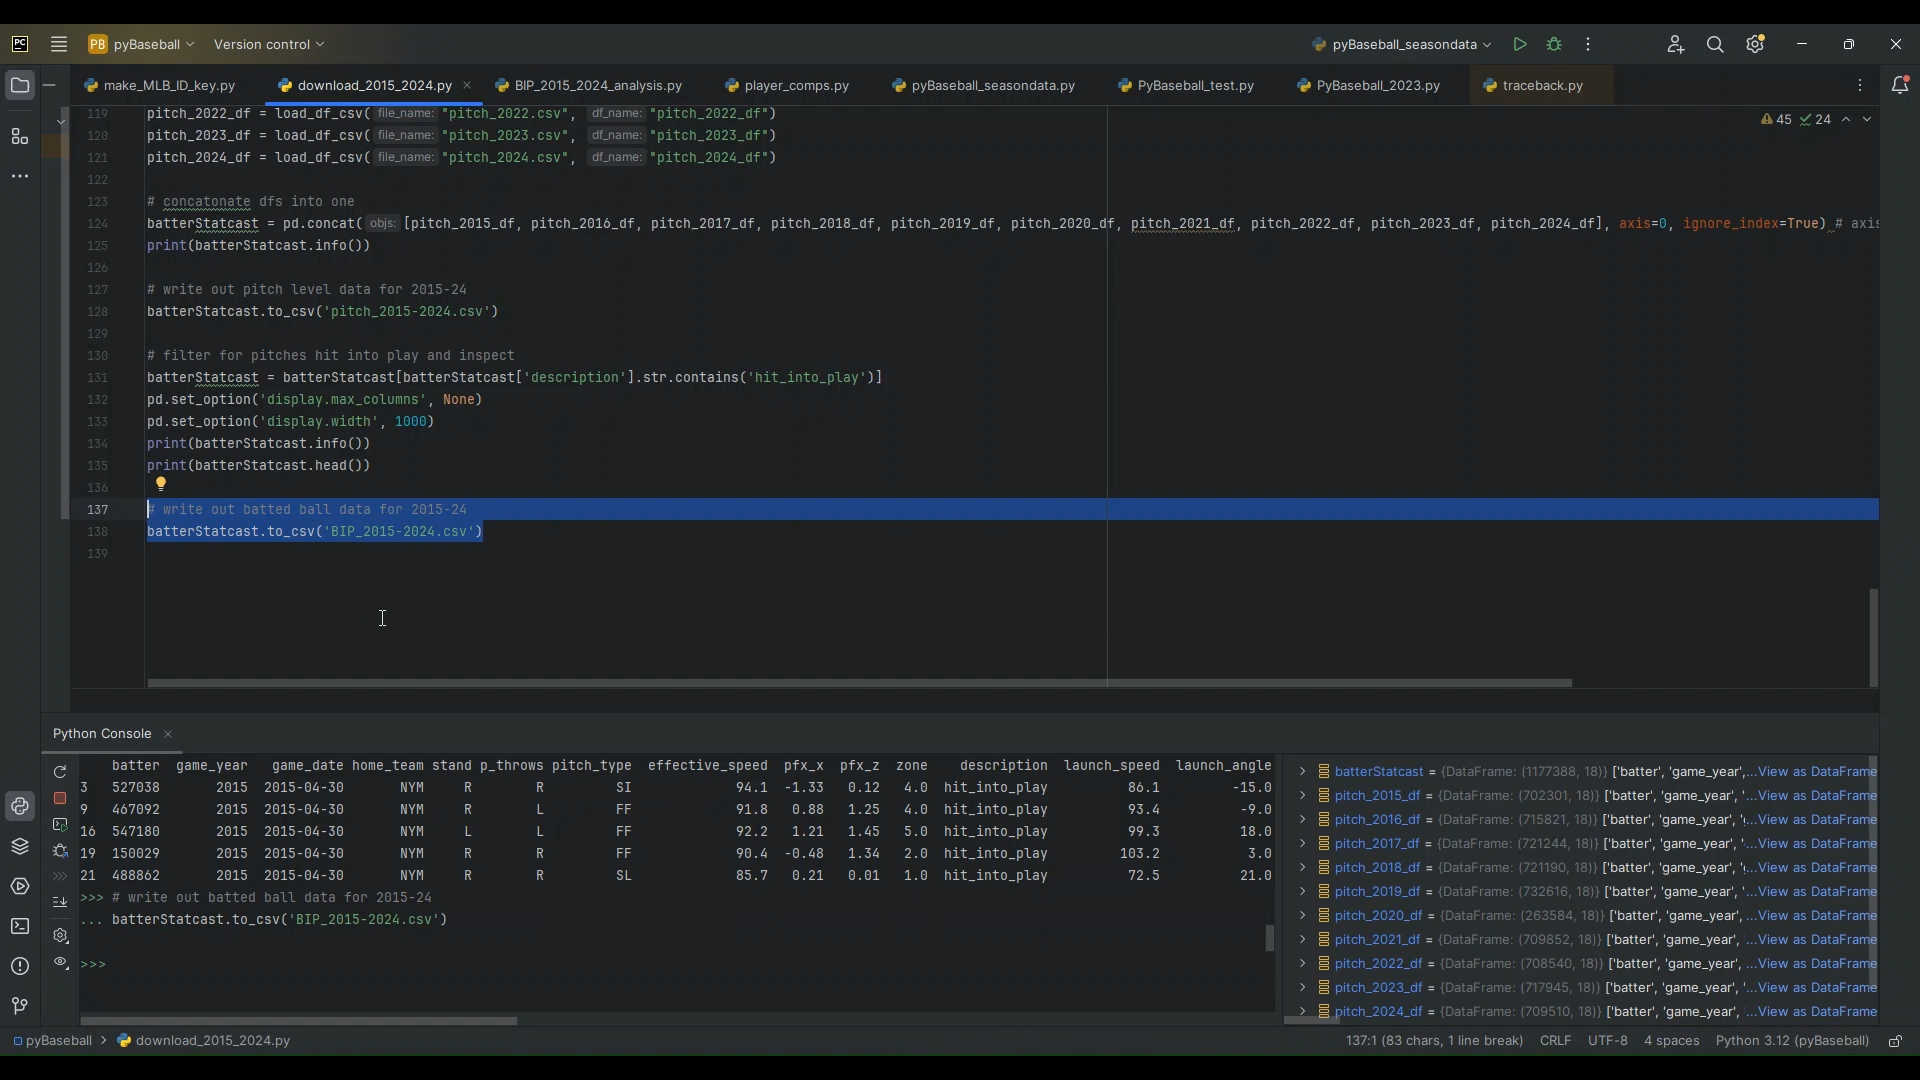 PC PB pyBaseball Version control pyBaseball_seasondata
make_MLB_ID_key.py download_2015_2024.py BIP_2015_2024_analysis.py player_comps.py pyBaseball_seasondata.py PyBaseball_test.py PyBaseball_2023.py traceback.py
119 pitch_2022_df = load_df_csv( file_name: "pitch_2022.csv", df_name: "pitch_2022_df")
45 24
120 pitch_2023_df = load_df_csv( file_name: "pitch_2023.csv", df_name: "pitch_2023_df")
121 pitch_2024_df = load_df_csv( file_name: "pitch_2024.csv", df_name: "pitch_2024_df")
122
123 # concatonate dfs into one
124 batterStatcast = pd.concat( objs: [pitch_2015_df, pitch_2016_df, pitch_2017_df, pitch_2018_df, pitch_2019_df, pitch_2020_df, pitch_2021_df, pitch_2022_df, pitch_2023_df, pitch_2024_df], axis=0, ignore_index=True) # axis
125 print(batterStatcast.info())
126
127 # write out pitch level data for 2015-24
128 batterStatcast.to_csv('pitch_2015-2024.csv')
129
130 # filter for pitches hit into play and inspect
131 batterStatcast = batterStatcast[batterStatcast['description'].str.contains('hit_into_play')]
132 pd.set_option('display.max_columns', None)
133 pd.set_option('display.width', 1000)
134 print(batterStatcast.info())
135 print(batterStatcast.head())
136
137 # write out batted ball data for 2015-24
138 batterStatcast.to_csv('BIP_2015-2024.csv')
139
Python Console
batter game_year game_date home_team stand p_throws pitch_type effective_speed pfx_x pfx_z zone description launch_speed launch_angle
3 527038 2015 2015-04-30 NYM R R SI 94.1 -1.33 0.12 4.0 hit_into_play 86.1 -15.0
9 467092 2015 2015-04-30 NYM R L FF 91.8 0.88 1.25 4.0 hit_into_play 93.4 -9.0
16 547180 2015 2015-04-30 NYM L L FF 92.2 1.21 1.45 5.0 hit_into_play 99.3 18.0
19 150029 2015 2015-04-30 NYM R R FF 90.4 -0.48 1.34 2.0 hit_into_play 103.2 3.0
21 488862 2015 2015-04-30 NYM R R SL 85.7 0.21 0.01 1.0 hit_into_play 72.5 21.0
>>> # write out batted ball data for 2015-24
... batterStatcast.to_csv('BIP_2015-2024.csv')
>>>
batterStatcast = {DataFrame: (1177388, 18)} ['batter', 'game_year',...View as DataFrame
pitch_2015_df = {DataFrame: (702301, 18)} ['batter', 'game_year', '...View as DataFrame
pitch_2016_df = {DataFrame: (715821, 18)} ['batter', 'game_year', '...View as DataFrame
pitch_2017_df = {DataFrame: (721244, 18)} ['batter', 'game_year', '...View as DataFrame
pitch_2018_df = {DataFrame: (721190, 18)} ['batter', 'game_year', '...View as DataFrame
pitch_2019_df = {DataFrame: (732616, 18)} ['batter', 'game_year', '...View as DataFrame
pitch_2020_df = {DataFrame: (263584, 18)} ['batter', 'game_year', '...View as DataFrame
pitch_2021_df = {DataFrame: (709852, 18)} ['batter', 'game_year', '...View as DataFrame
pitch_2022_df = {DataFrame: (708540, 18)} ['batter', 'game_year', '...View as DataFrame
pitch_2023_df = {DataFrame: (717945, 18)} ['batter', 'game_year', '...View as DataFrame
pitch_2024_df = {DataFrame: (709510, 18)} ['batter', 'game_year', '...View as DataFrame
pyBaseball > download_2015_2024.py 137:1 (83 chars, 1 line break) CRLF UTF-8 4 spaces Python 3.12 (pyBaseball)